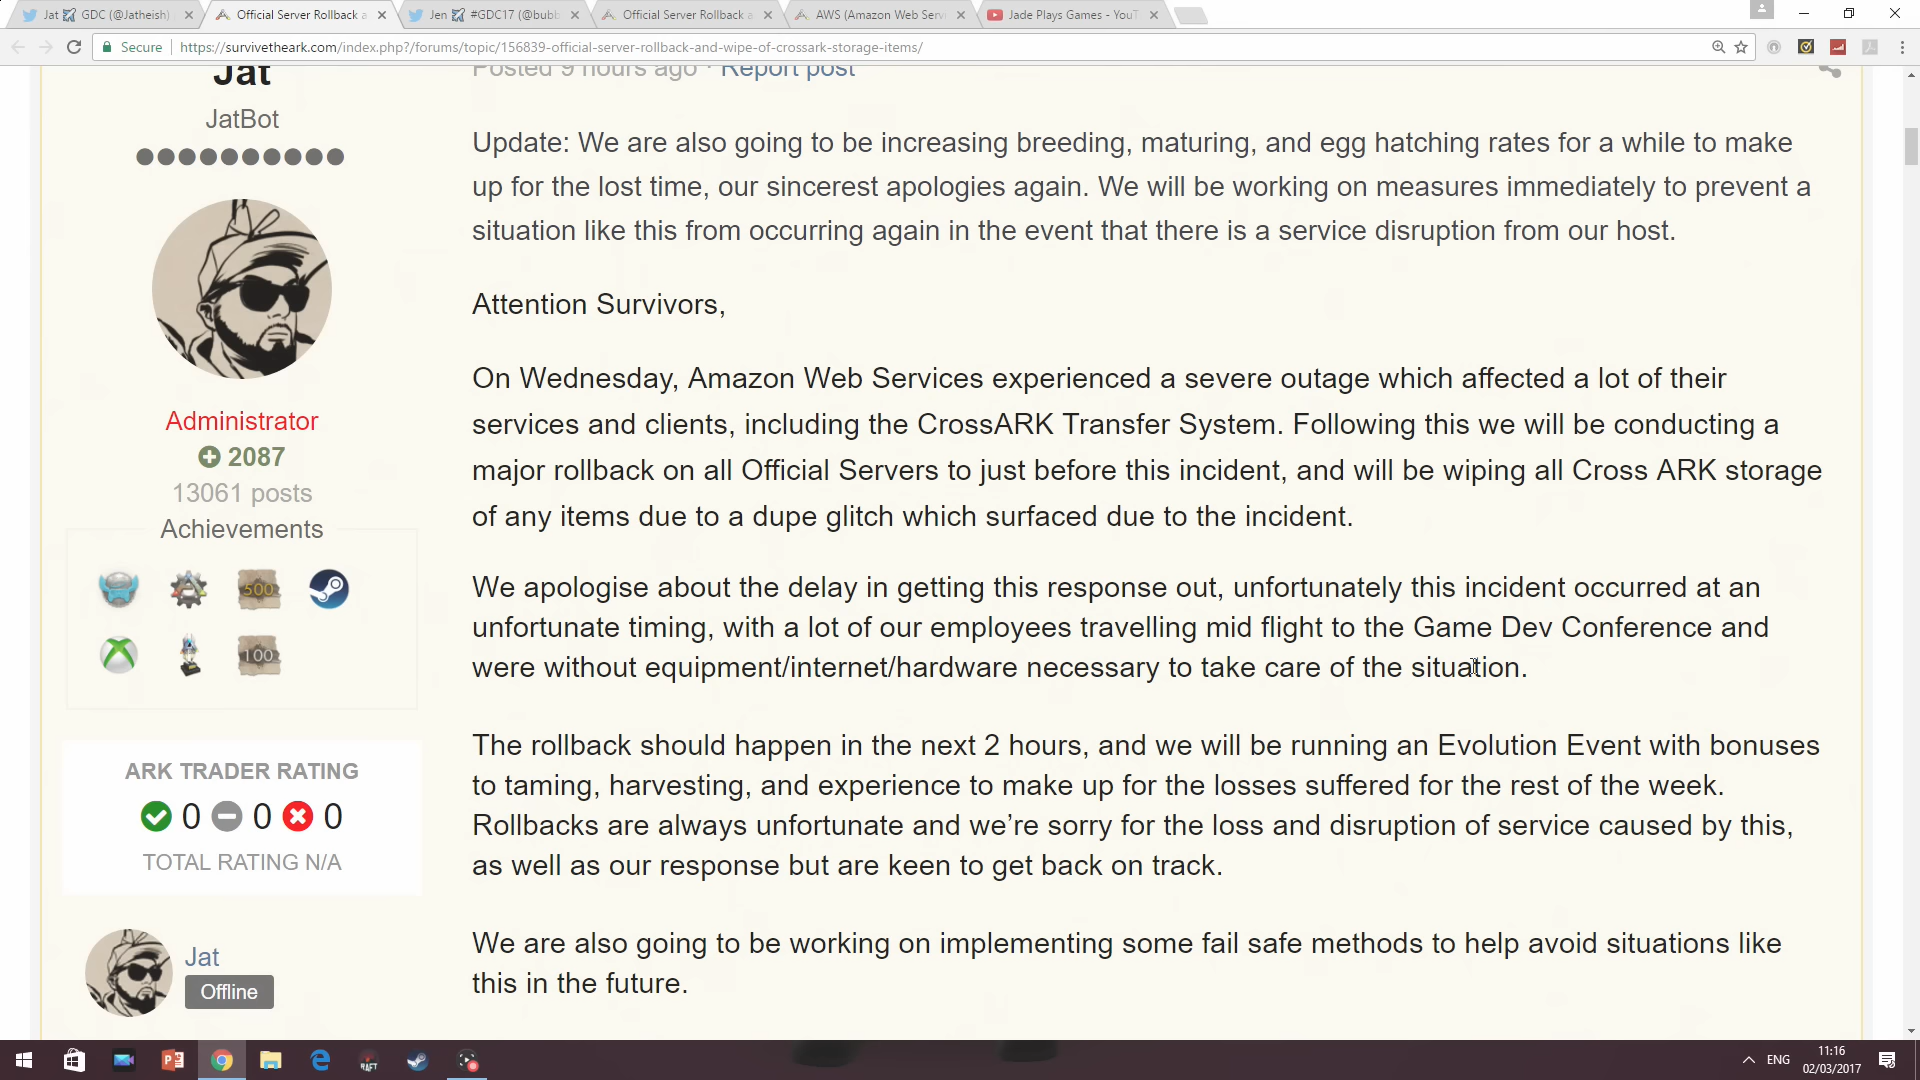 Jat GDC (@Jatheish)
Official Server Rollback a
Jen #GDC17 (@bubb
Official Server Rollback a
AWS (Amazon Web Serv
Jade Plays Games - YouT
Secure https://survivetheark.com/index.php?/forums/topic/156839-official-server-rollback-and-wipe-of-crossark-storage-items/
Jat
JatBot
Administrator
2087
13061 posts
Achievements
500
100
ARK TRADER RATING
0 0 0
TOTAL RATING N/A
Jat
Offline
Posted 9 hours ago · Report post
Update: We are also going to be increasing breeding, maturing, and egg hatching rates for a while to make
up for the lost time, our sincerest apologies again. We will be working on measures immediately to prevent a
situation like this from occurring again in the event that there is a service disruption from our host.
Attention Survivors,
On Wednesday, Amazon Web Services experienced a severe outage which affected a lot of their
services and clients, including the CrossARK Transfer System. Following this we will be conducting a
major rollback on all Official Servers to just before this incident, and will be wiping all Cross ARK storage
of any items due to a dupe glitch which surfaced due to the incident.
We apologise about the delay in getting this response out, unfortunately this incident occurred at an
unfortunate timing, with a lot of our employees travelling mid flight to the Game Dev Conference and
were without equipment/internet/hardware necessary to take care of the situation.
The rollback should happen in the next 2 hours, and we will be running an Evolution Event with bonuses
to taming, harvesting, and experience to make up for the losses suffered for the rest of the week.
Rollbacks are always unfortunate and we’re sorry for the loss and disruption of service caused by this,
as well as our response but are keen to get back on track.
We are also going to be working on implementing some fail safe methods to help avoid situations like
this in the future.
RAFT
ENG
11:16
02/03/2017